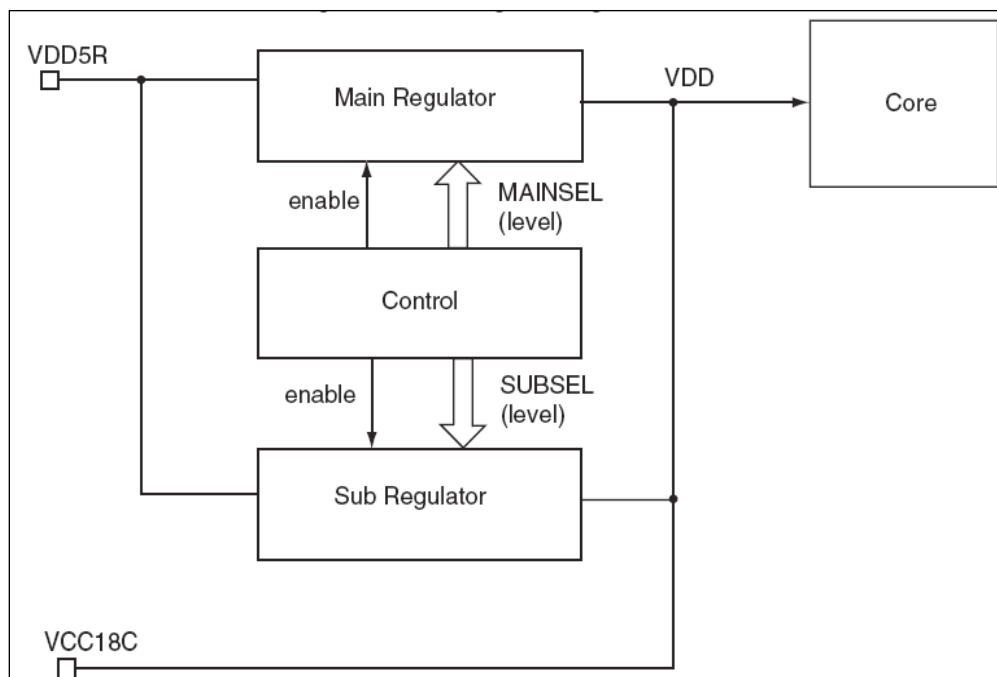 VDD5R
Main Regulator
VDD
Core
enable
MAINSEL
(level)
Control
enable
SUBSEL
(level)
Sub Regulator
VCC18C